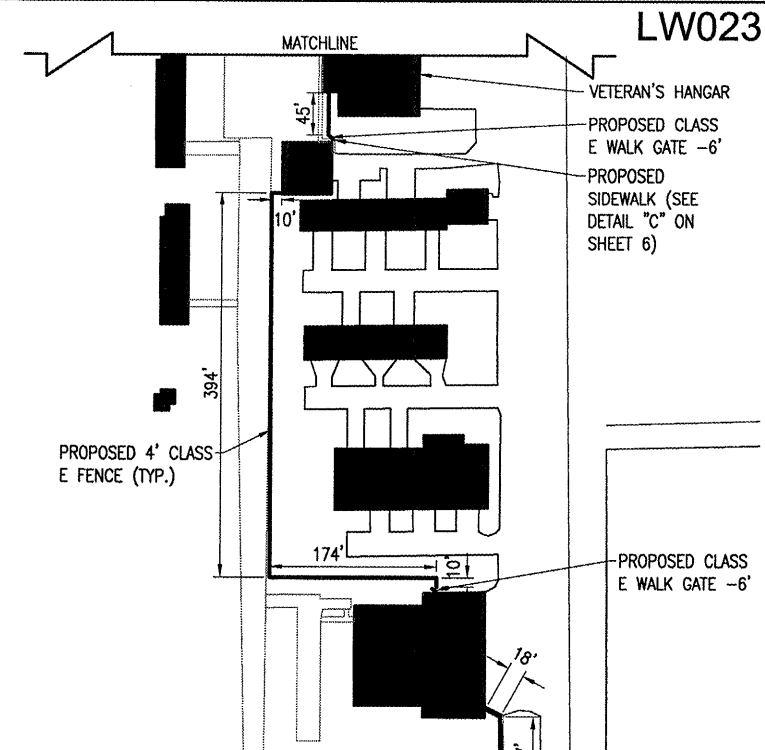 LW023
MATCHLINE
VETERAN'S HANGAR
45'
PROPOSED CLASS
E WALK GATE -6'
PROPOSED
SIDEWALK (SEE
DETAIL "C" ON
SHEET 6)
10'
394'
PROPOSED 4' CLASS
E FENCE (TYP.)
174'
10'
PROPOSED CLASS
E WALK GATE -6'
18'